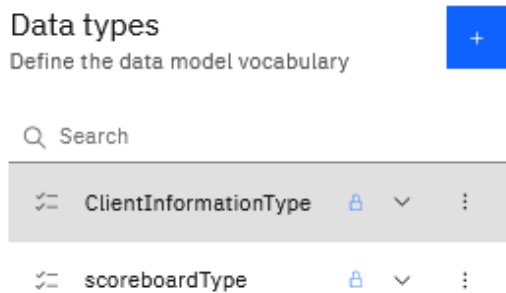 Data types
Define the data model vocabulary
Search
ClientInformationType
scoreboardType